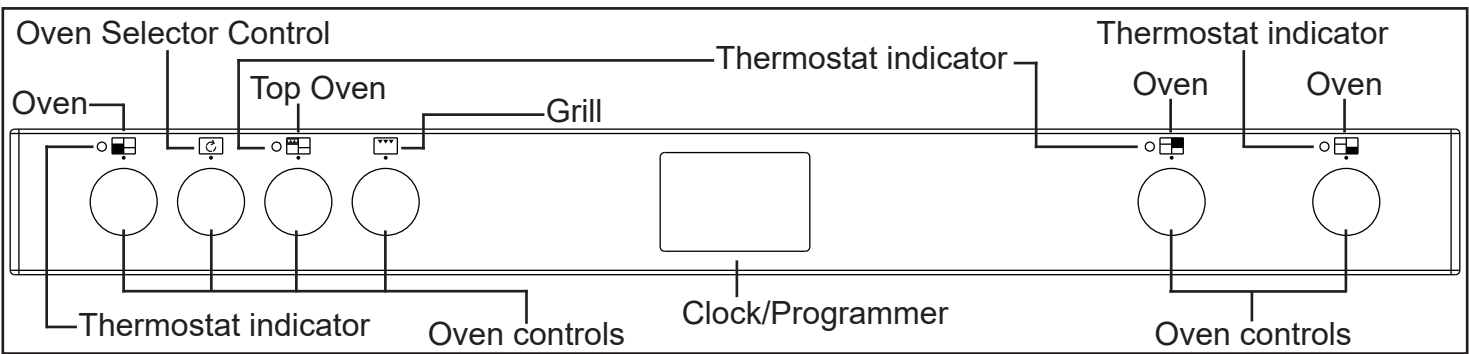 Oven Selector Control
Thermostat indicator
Thermostat indicator
Top Oven
Oven
Oven
Oven
Grill
Thermostat indicator
Oven controls
Clock/Programmer
Oven controls